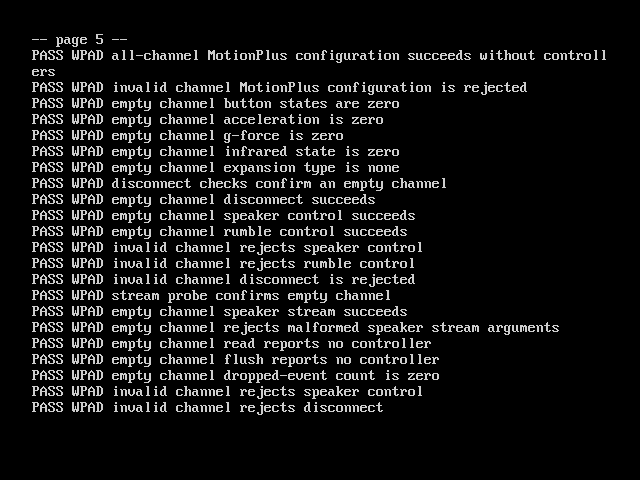 -- page 5 --
PASS WPAD all-channel MotionPlus configuration succeeds without controll
ers
PASS WPAD invalid channel MotionPlus configuration is rejected
PASS WPAD empty channel button states are zero
PASS WPAD empty channel acceleration is zero
PASS WPAD empty channel g-force is zero
PASS WPAD empty channel infrared state is zero
PASS WPAD empty channel expansion type is none
PASS WPAD disconnect checks confirm an empty channel
PASS WPAD empty channel disconnect succeeds
PASS WPAD empty channel speaker control succeeds
PASS WPAD empty channel rumble control succeeds
PASS WPAD invalid channel rejects speaker control
PASS WPAD invalid channel rejects rumble control
PASS WPAD invalid channel disconnect is rejected
PASS WPAD stream probe confirms empty channel
PASS WPAD empty channel speaker stream succeeds
PASS WPAD empty channel rejects malformed speaker stream arguments
PASS WPAD empty channel read reports no controller
PASS WPAD empty channel flush reports no controller
PASS WPAD empty channel dropped-event count is zero
PASS WPAD invalid channel rejects speaker control
PASS WPAD invalid channel rejects disconnect